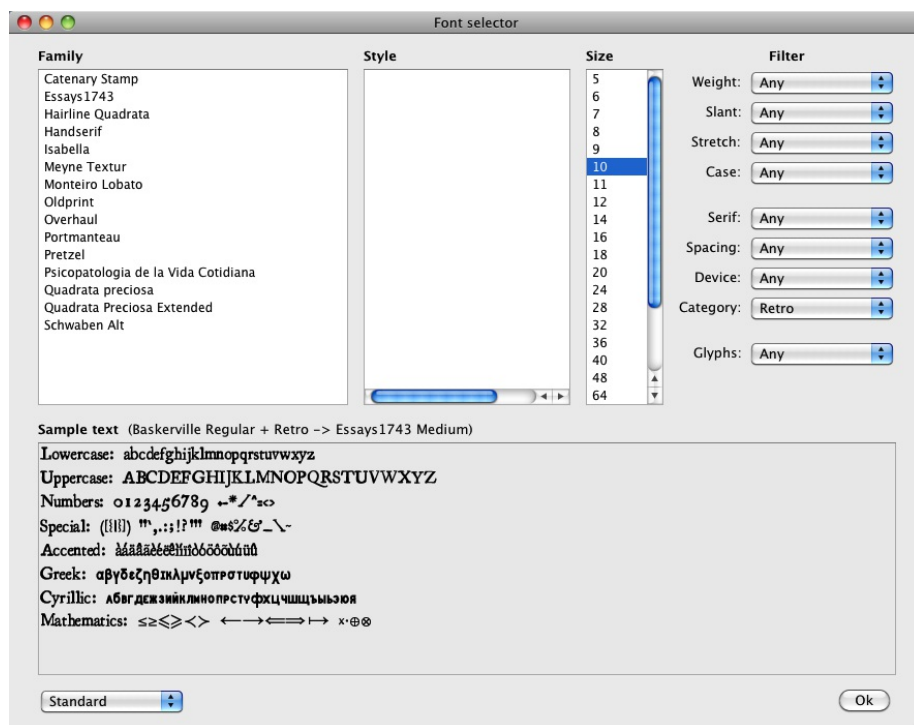 Font selector
Family
Catenary Stamp
Essays1743
Hairline Quadrata
Handserif
Isabella
Meyne Textur
Monteiro Lobato
Oldprint
Overhaul
Portmanteau
Pretzel
Psicopatologia de la Vida Cotidiana
Quadrata preciosa
Quadrata Preciosa Extended
Schwaben Alt
Style
Size
5
6
7
8
9
10
11
12
14
16
18
20
24
28
32
36
40
48
64
Filter
Weight: Any
Slant: Any
Stretch: Any
Case: Any
Serif: Any
Spacing: Any
Device: Any
Category: Retro
Glyphs: Any
Sample text (Baskerville Regular + Retro -> Essays1743 Medium)
Lowercase: abcdefghijklmnopqrstuvwxyz
Uppercase: ABCDEFGHIJKLMNOPQRSTUVWXYZ
Numbers: 0123456789 +-*/^=<>
Special: ([{|}]) "'`,.:;!? @#$%&_\~
Accented:
Greek: αβγδεζηθικλμνξοπρστυφψχω
Cyrillic: абвгдежзийклмнопрстуфхцчшщъыьэюя
Mathematics: ≤≥⩽⩾≺≻ ←→⟸⟹↦ ×·⊕⊗
Standard
Ok